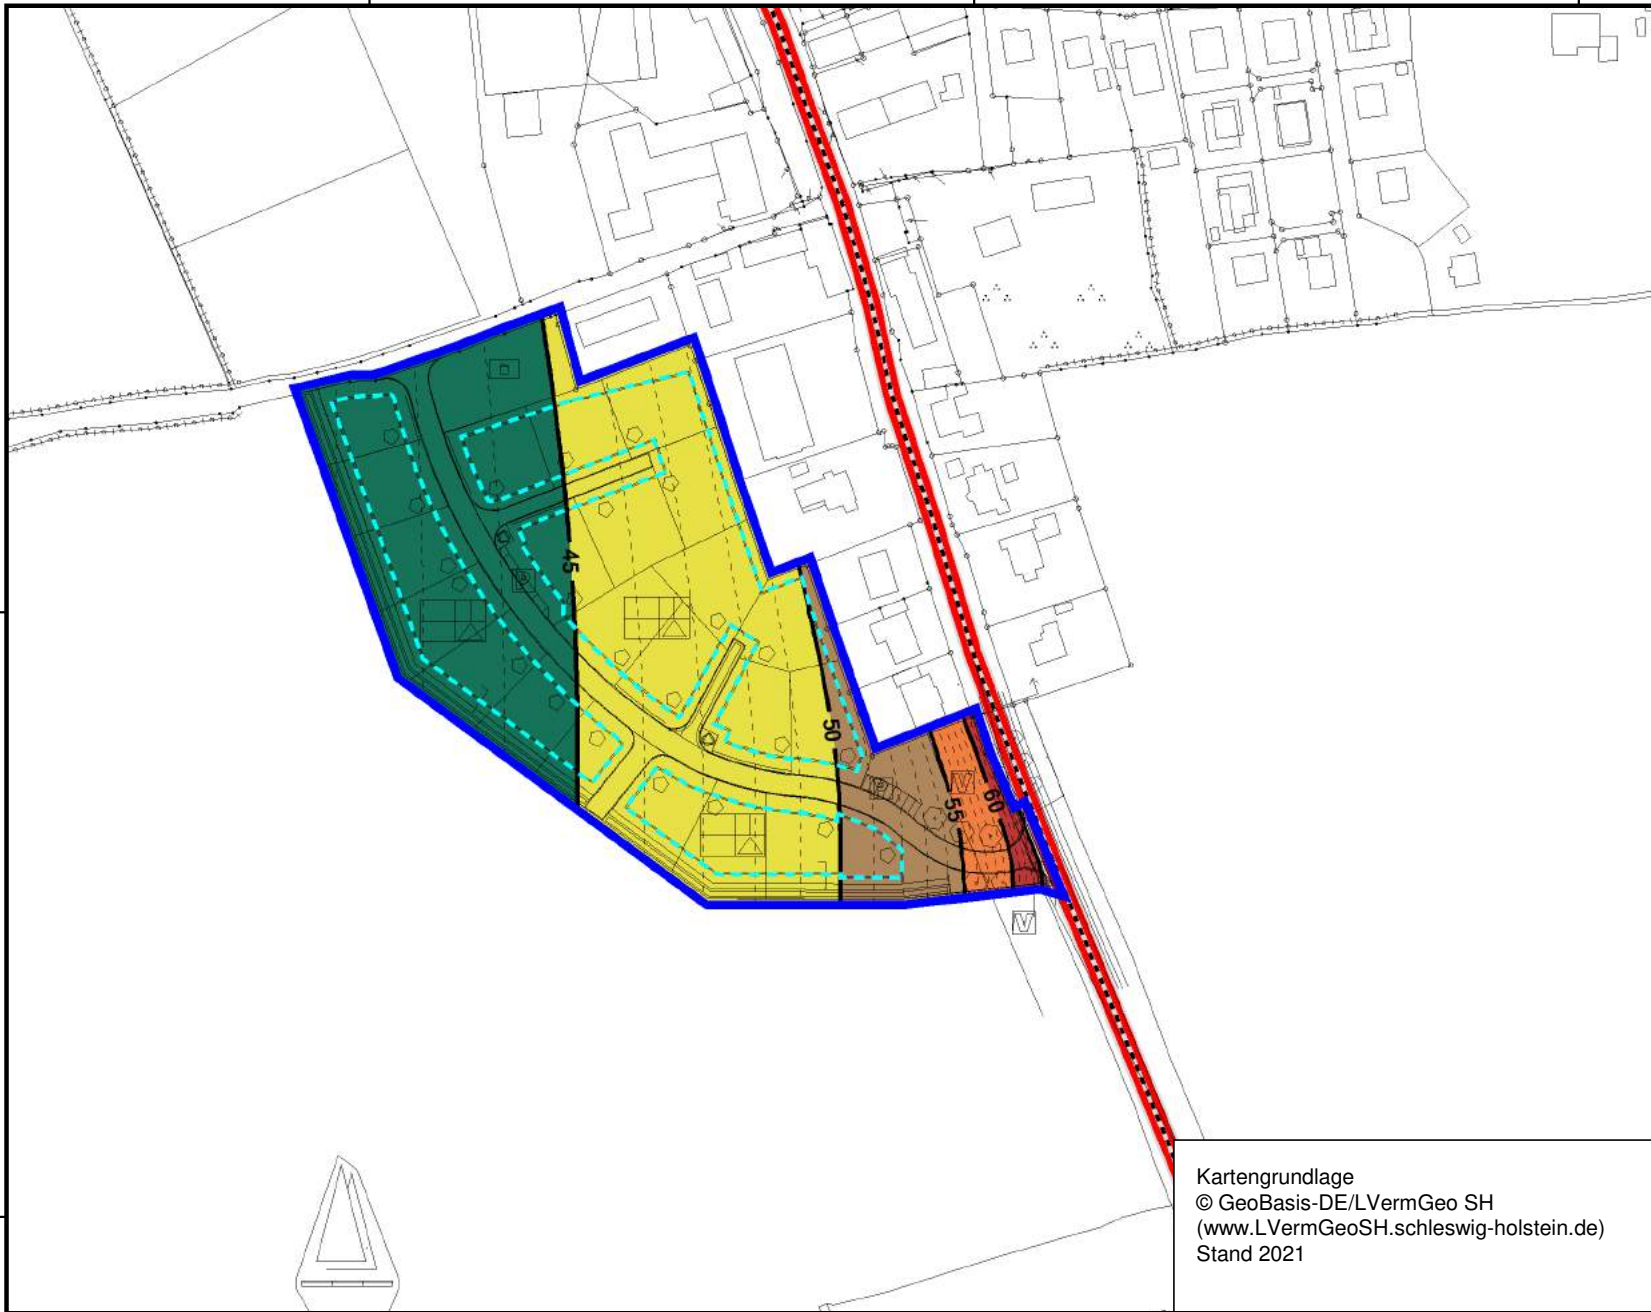 45
50
55
60
P
P
V
V
Kartengrundlage
© GeoBasis-DE/LVermGeo SH
(www.LVermGeoSH.schleswig-holstein.de)
Stand 2021